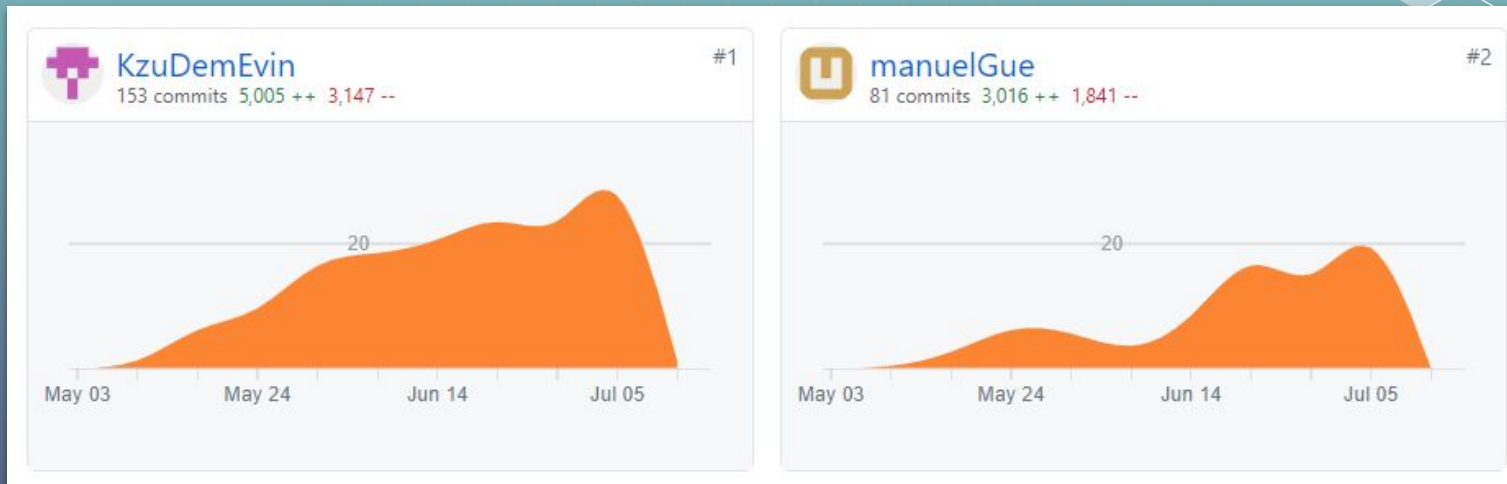 KzuDemEvin #1
153 commits 5,005 ++ 3,147 --
20
May 03 May 24 Jun 14 Jul 05
manuelGue #2
81 commits 3,016 ++ 1,841 --
20
May 03 May 24 Jun 14 Jul 05